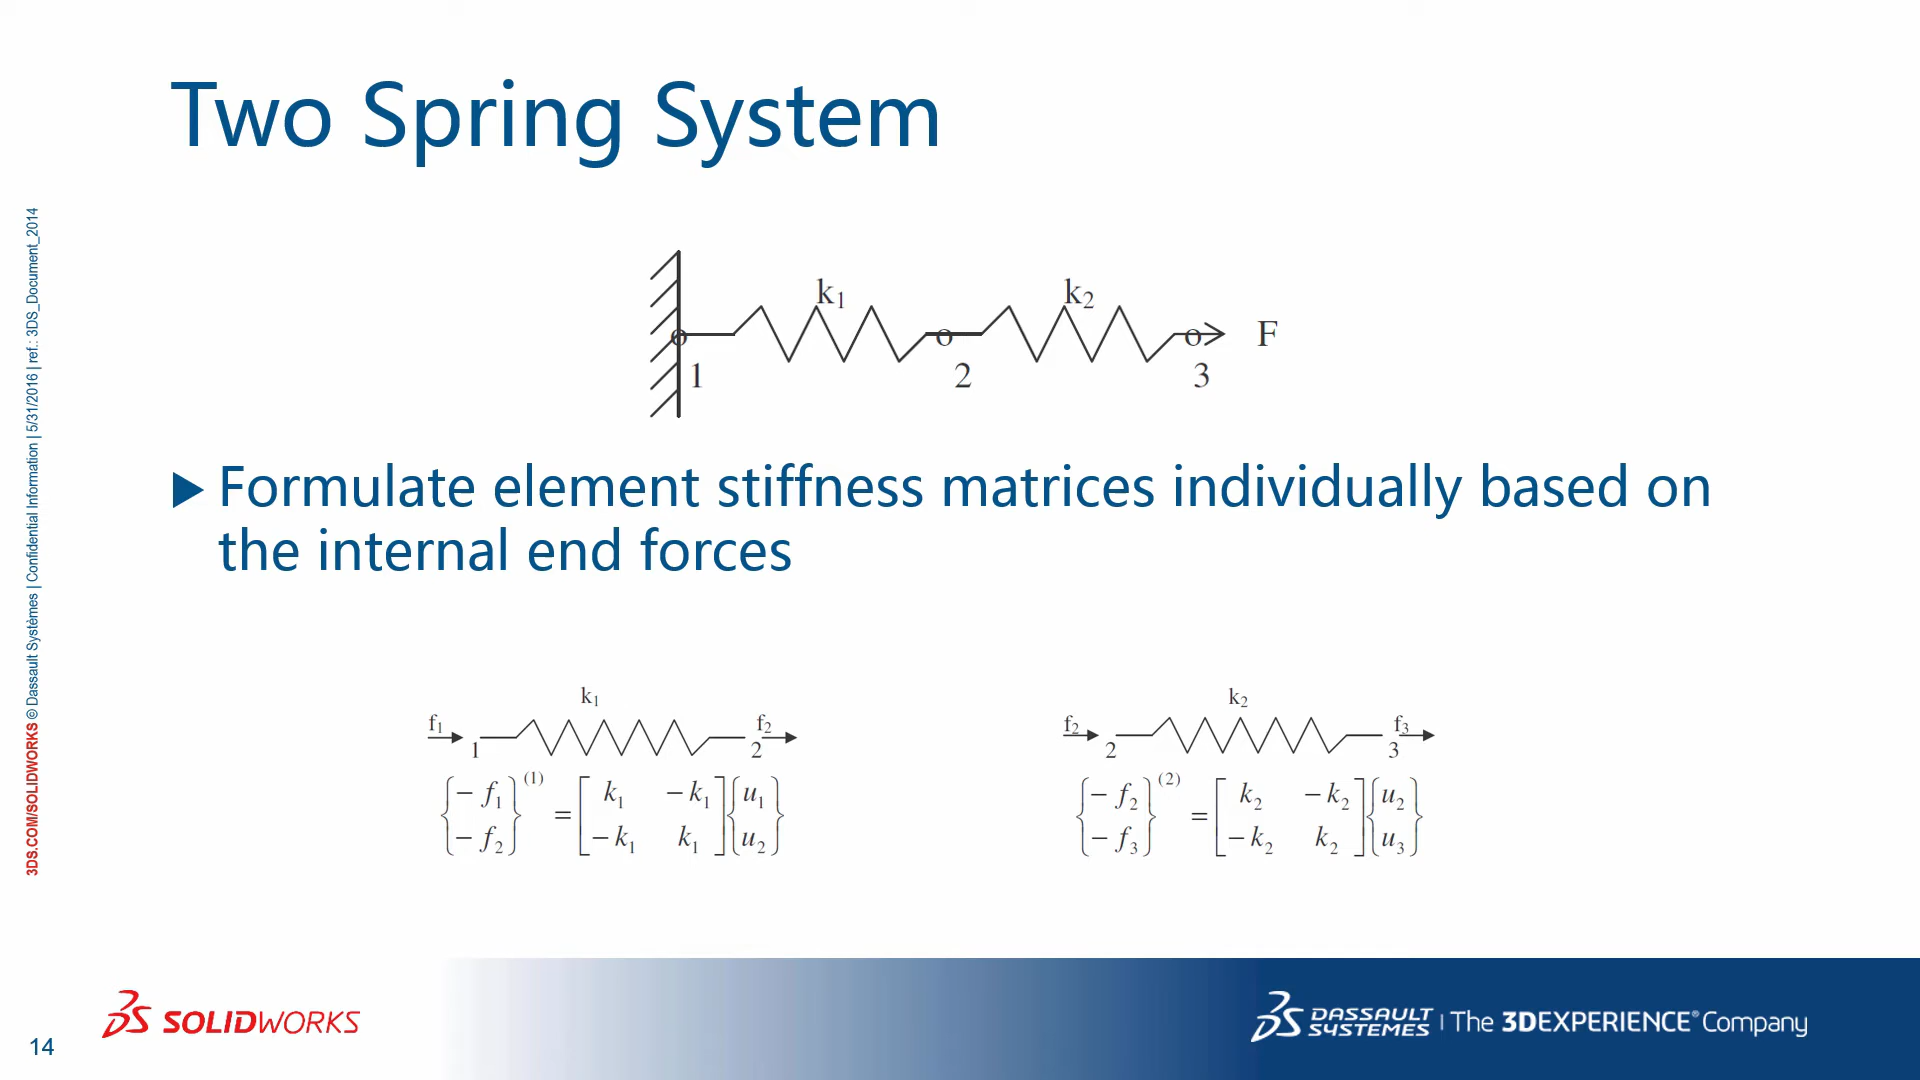 Two Spring System
k1 k2
F
1 2 3
▶ Formulate element stiffness matrices individually based on
the internal end forces
k1
f1 f2
1 2
{− f1 − f2}(1) = [k1 −k1 −k1 k1]{u1 u2}
k2
f2 f3
2 3
{− f2 − f3}(2) = [k2 −k2 −k2 k2]{u2 u3}
3DS.COM/SOLIDWORKS © Dassault Systèmes | Confidential Information | 5/31/2016 | ref.: 3DS_Document_2014
14
SOLIDWORKS
DASSAULT SYSTEMES | The 3DEXPERIENCE® Company